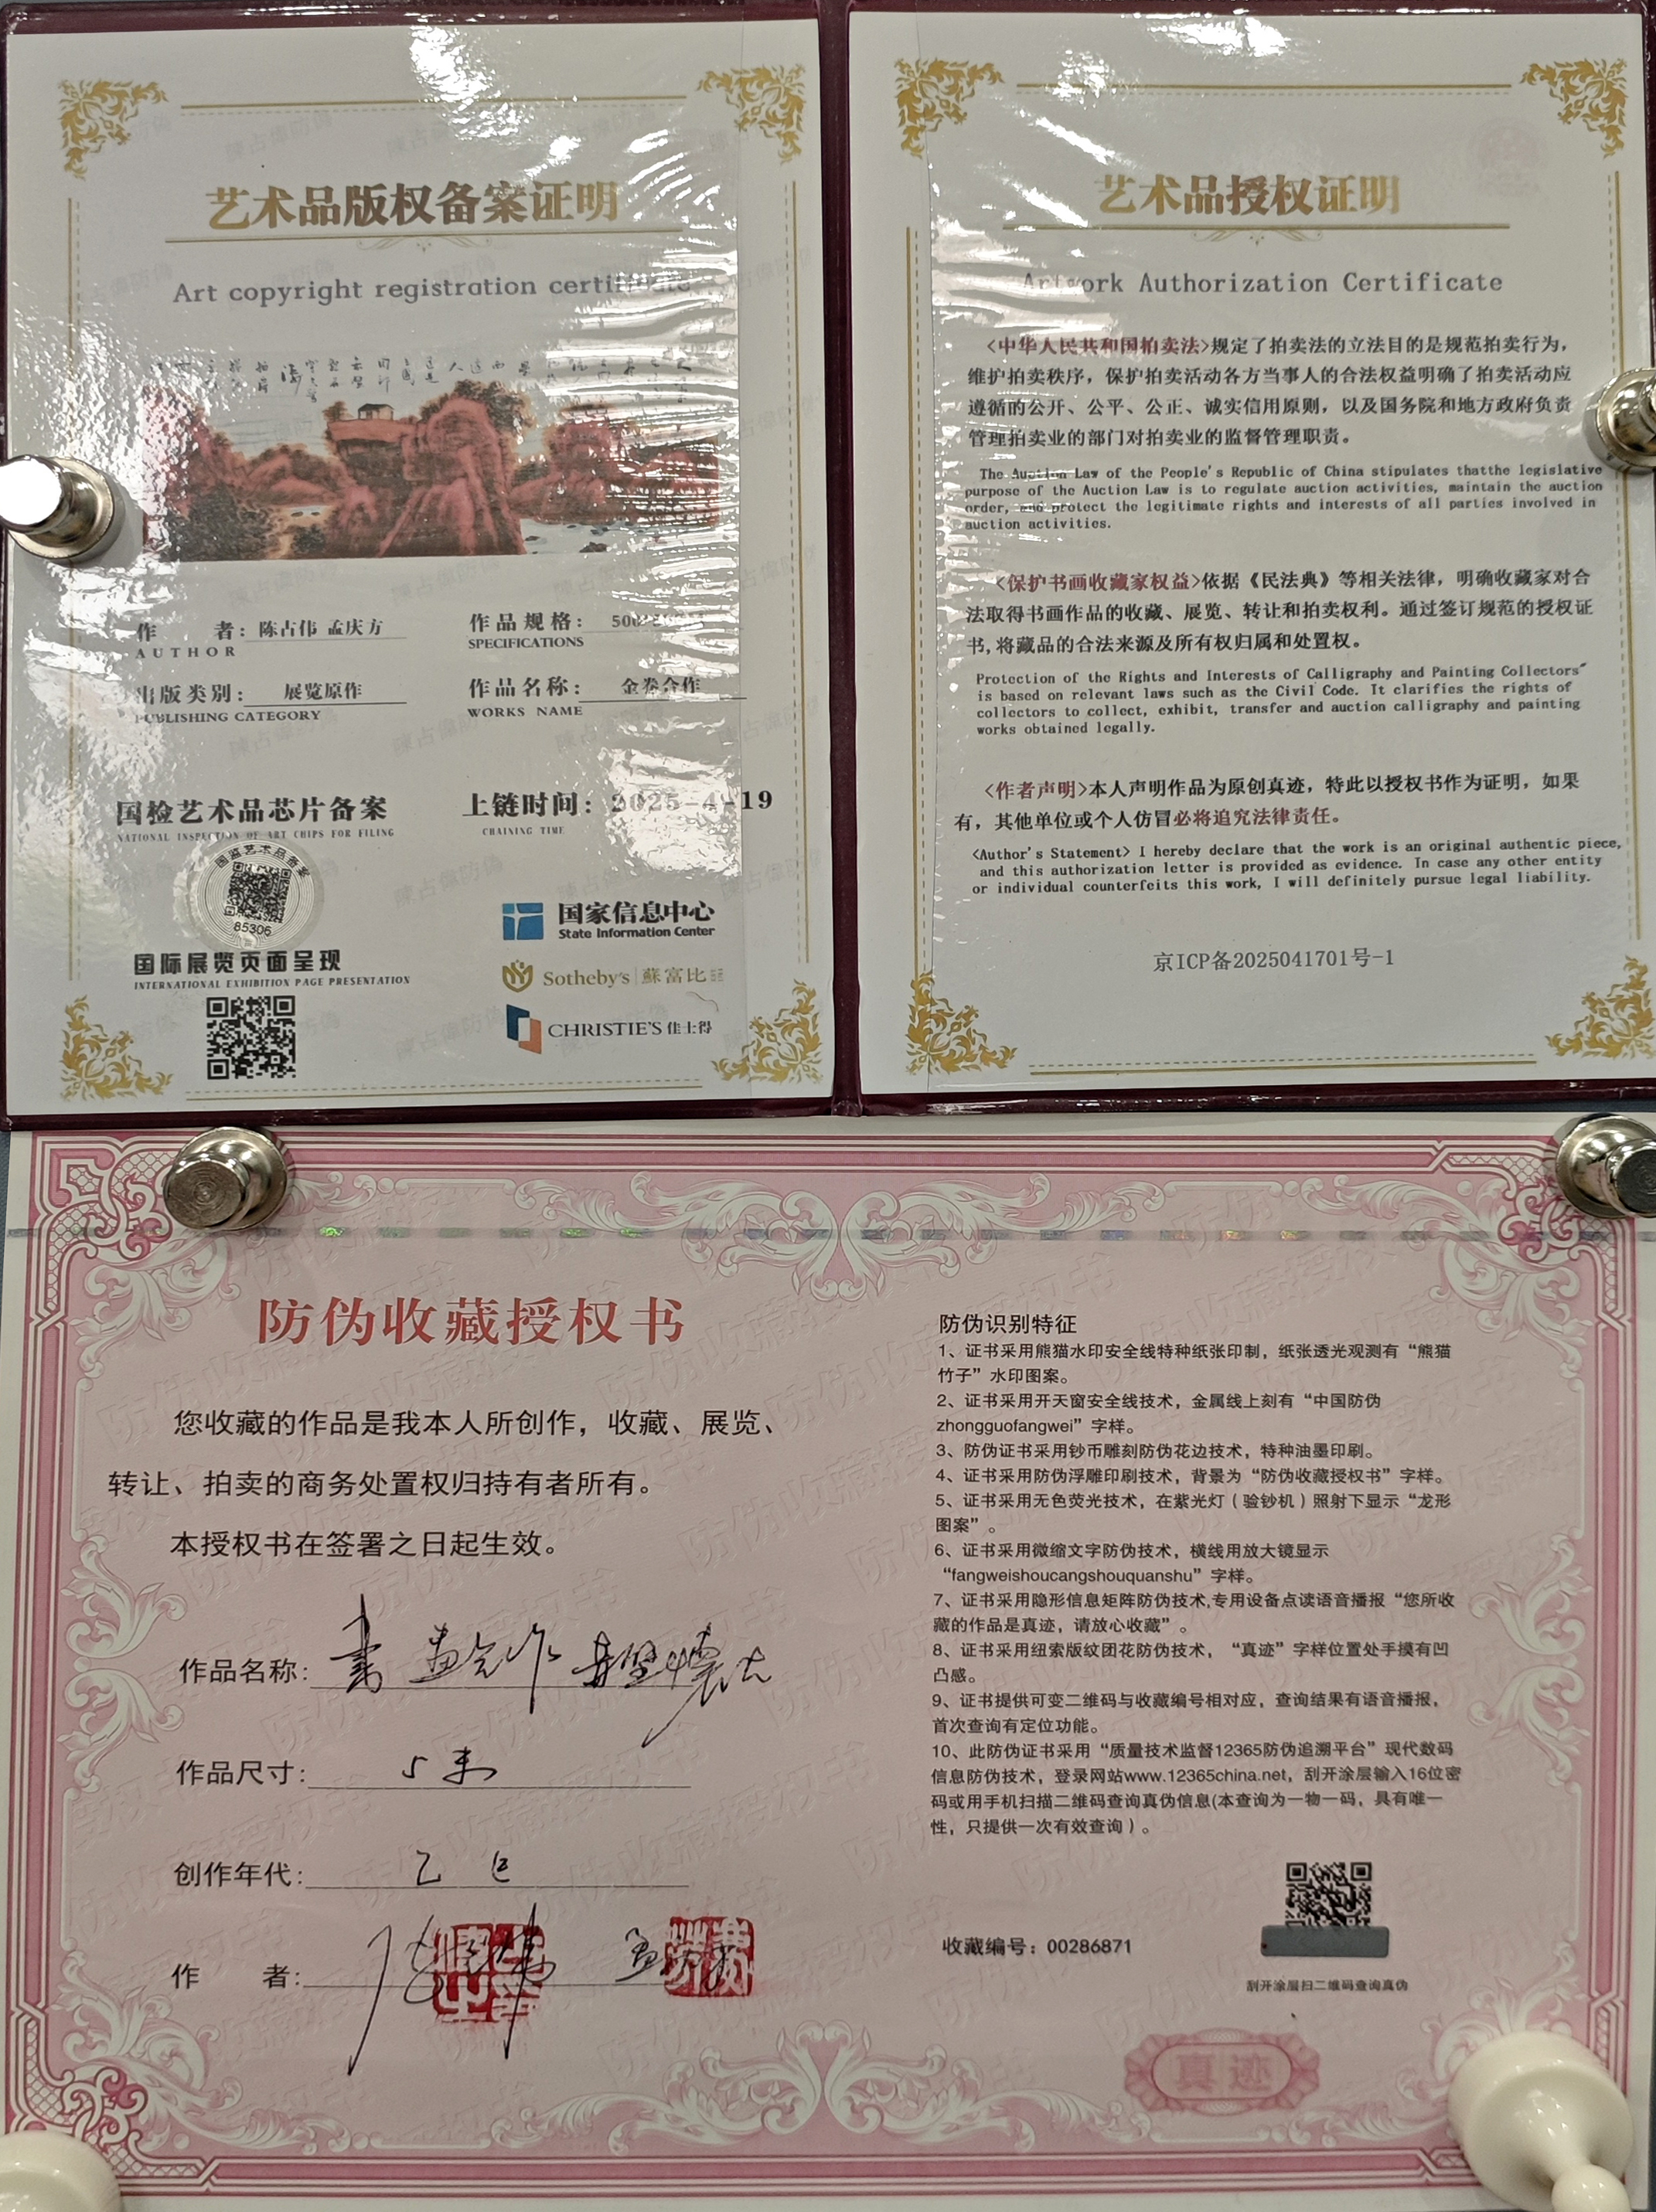 艺术品版权备案证明
Art copyright registration certificate
作 者：陈占伟 孟庆方
AUTHOR
作品规格：
SPECIFICATIONS
出版类别： 展览原作
PUBLISHING CATEGORY
作品名称： 金卷合作
WORKS NAME
国检艺术品芯片备案
NATIONAL INSPECTION OF ART CHIPS FOR FILING
上链时间：2025-4-19
CHAINING TIME
国监艺术品备案
85306
国际展览页面呈现
INTERNATIONAL EXHIBITION PAGE PRESENTATION
国家信息中心
State Information Center
Sotheby's 蘇富比
CHRISTIE'S 佳士得
艺术品授权证明
Artwork Authorization Certificate
<中华人民共和国拍卖法>规定了拍卖法的立法目的是规范拍卖行为，
维护拍卖秩序，保护拍卖活动各方当事人的合法权益明确了拍卖活动应
遵循的公开、公平、公正、诚实信用原则，以及国务院和地方政府负责
管理拍卖业的部门对拍卖业的监督管理职责。
The Auction Law of the People's Republic of China stipulates thatthe legislative
purpose of the Auction Law is to regulate auction activities, maintain the auction
order, and protect the legitimate rights and interests of all parties involved in
auction activities.
<保护书画收藏家权益>依据《民法典》等相关法律，明确收藏家对合
法取得书画作品的收藏、展览、转让和拍卖权利。通过签订规范的授权证
书,将藏品的合法来源及所有权归属和处置权。
Protection of the Rights and Interests of Calligraphy and Painting Collectors"
is based on relevant laws such as the Civil Code. It clarifies the rights of
collectors to collect, exhibit, transfer and auction calligraphy and painting
works obtained legally.
<作者声明>本人声明作品为原创真迹，特此以授权书作为证明，如果
有，其他单位或个人仿冒必将追究法律责任。
<Author's Statement> I hereby declare that the work is an original authentic piece,
and this authorization letter is provided as evidence. In case any other entity
or individual counterfeits this work, I will definitely pursue legal liability.
京ICP备2025041701号-1
防伪收藏授权书
您收藏的作品是我本人所创作，收藏、展览、
转让、拍卖的商务处置权归持有者所有。
本授权书在签署之日起生效。
作品名称：书画合作
作品尺寸：5米
创作年代：乙巳
作 者：
防伪识别特征
1、证书采用熊猫水印安全线特种纸张印制，纸张透光观测有“熊猫
竹子”水印图案。
2、证书采用开天窗安全线技术，金属线上刻有“中国防伪
zhongguofangwei”字样。
3、防伪证书采用钞币雕刻防伪花边技术，特种油墨印刷。
4、证书采用防伪浮雕印刷技术，背景为“防伪收藏授权书”字样。
5、证书采用无色荧光技术，在紫光灯（验钞机）照射下显示“龙形
图案”。
6、证书采用微缩文字防伪技术，横线用放大镜显示
“fangweishoucangshouquanshu”字样。
7、证书采用隐形信息矩阵防伪技术,专用设备点读语音播报“您所收
藏的作品是真迹，请放心收藏”。
8、证书采用纽索版纹团花防伪技术，“真迹”字样位置处手摸有凹
凸感。
9、证书提供可变二维码与收藏编号相对应，查询结果有语音播报，
首次查询有定位功能。
10、此防伪证书采用“质量技术监督12365防伪追溯平台”现代数码
信息防伪技术，登录网站www.12365china.net，刮开涂层输入16位密
码或用手机扫描二维码查询真伪信息(本查询为一物一码，具有唯一
性，只提供一次有效查询）。
收藏编号：00286871
刮开涂层扫二维码查询真伪
真迹